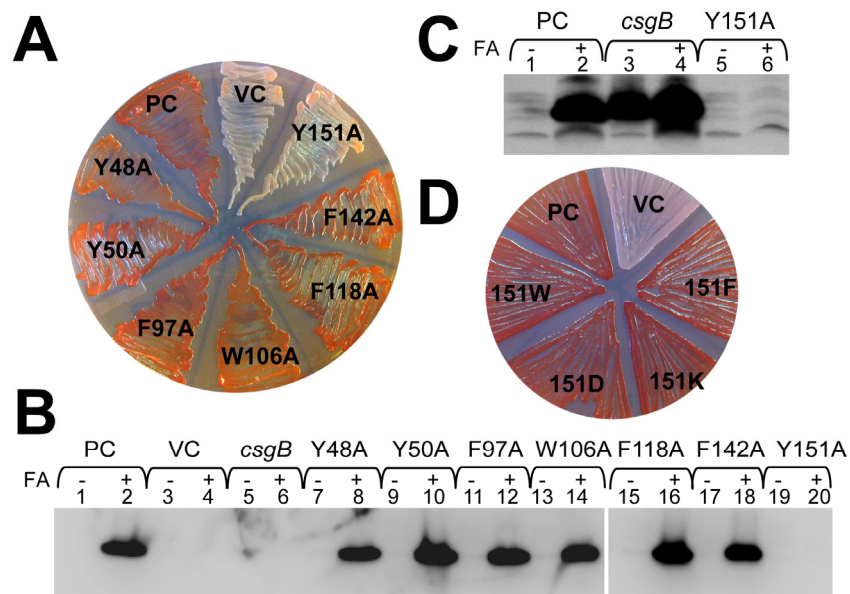 A
PC
VC
Y151A
Y48A
F142A
Y50A
F118A
F97A
W106A
C
PC csgB Y151A
FA - + - + - +
1 2 3 4 5 6
D
PC
VC
151W
151F
151D
151K
B
PC VC csgB Y48A Y50A F97A W106A F118A F142A Y151A
FA - + - + - + - + - + - + - + - + - + - +
1 2 3 4 5 6 7 8 9 10 11 12 13 14 15 16 17 18 19 20